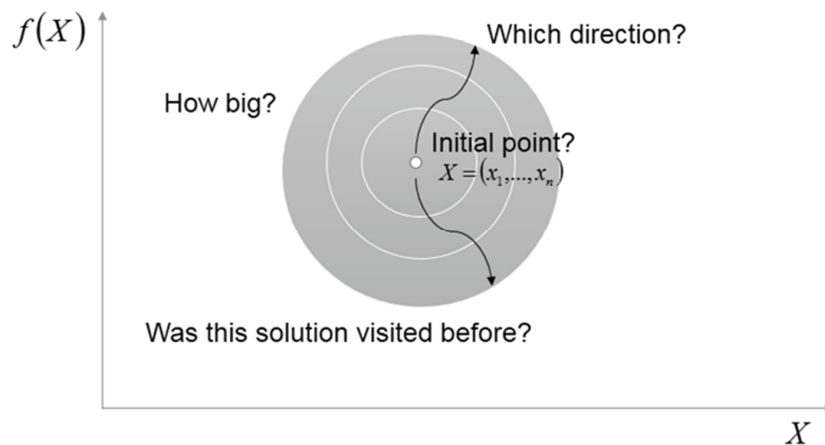 f(X)
Which direction?
How big?
Initial point?
X = (x₁,...,xₙ)
Was this solution visited before?
X